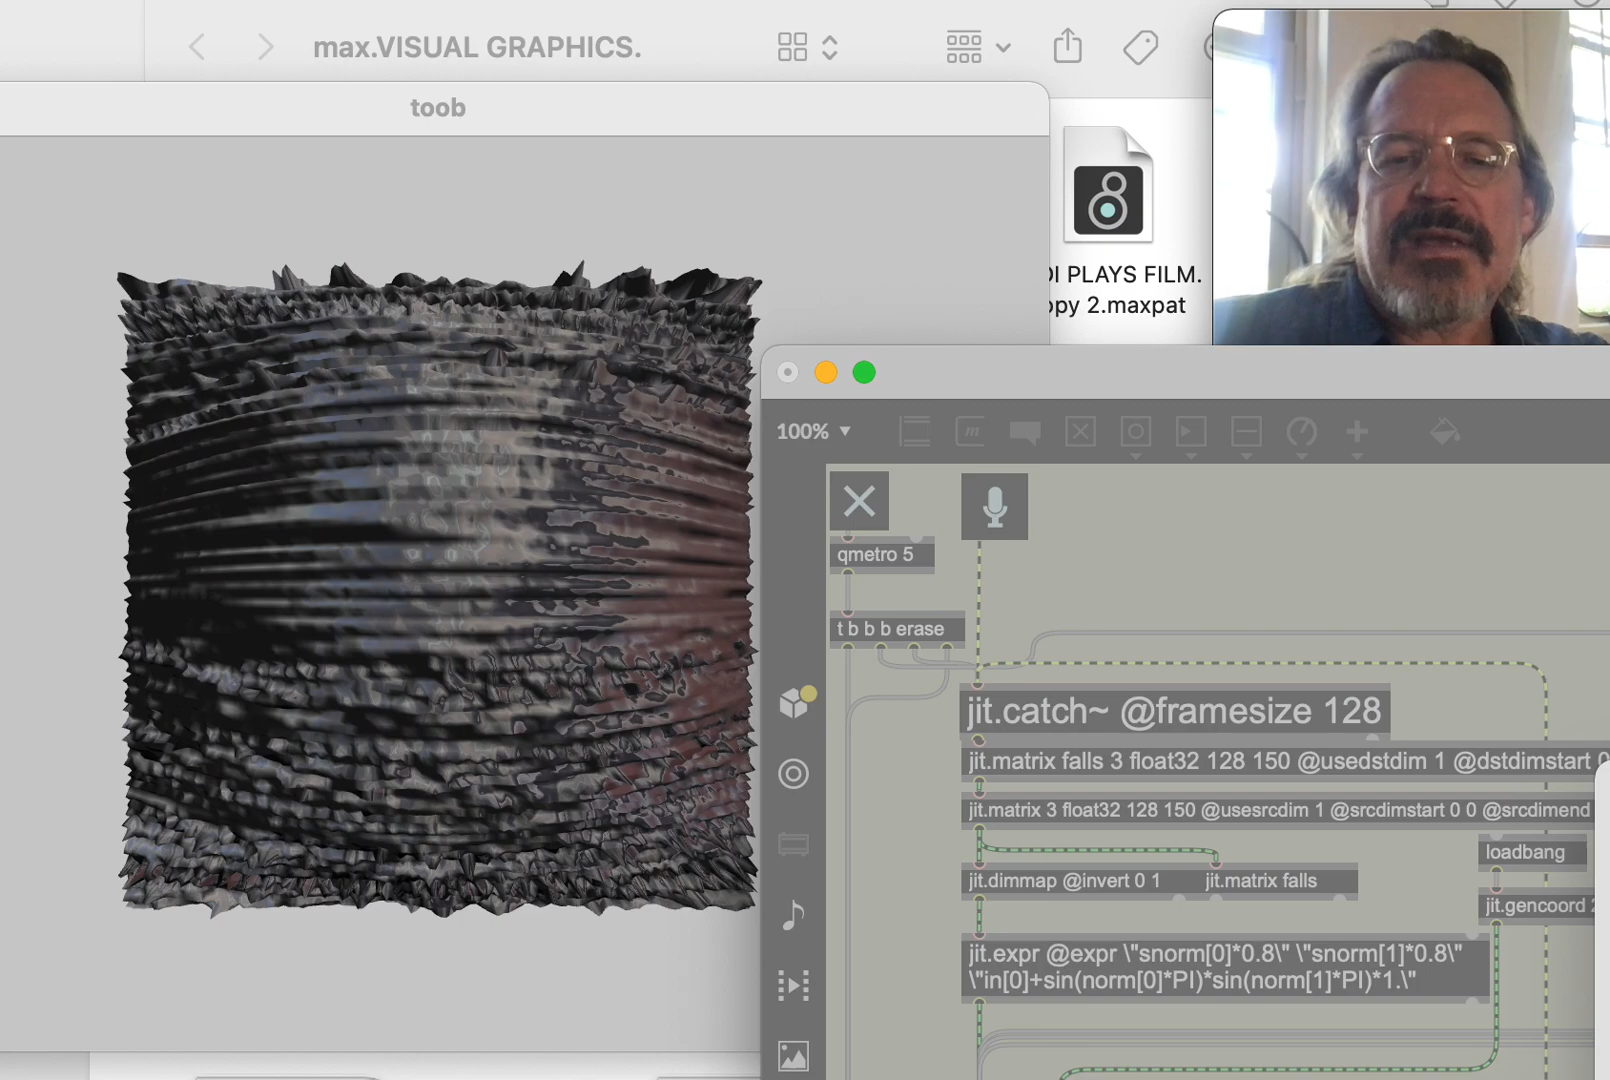 max.VISUAL GRAPHICS.
toob
DI PLAYS FILM.
opy 2.maxpat
100%
m
qmetro 5
t b b b erase
jit.catch~ @framesize 128
jit.matrix falls 3 float32 128 150 @usedstdim 1 @dstdimstart 0
jit.matrix 3 float32 128 150 @usesrcdim 1 @srcdimstart 0 0 @srcdimend
loadbang
jit.dimmap @invert 0 1
jit.matrix falls
jit.gencoord 2
jit.expr @expr \"snorm[0]*0.8\" \"snorm[1]*0.8\"
\"in[0]+sin(norm[0]*PI)*sin(norm[1]*PI)*1.\"